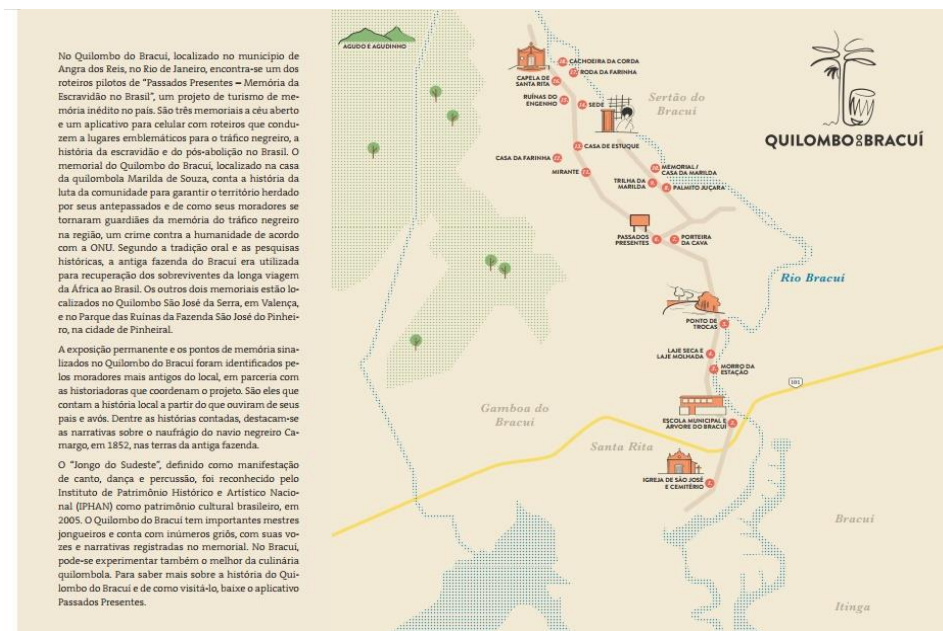 No Quilombo do Bracuí, localizado no município de
Angra dos Reis, no Rio de Janeiro, encontra-se um dos
roteiros pilotos de "Passados Presentes – Memória da
Escravidão no Brasil", um projeto de turismo de me-
mória inédito no país. São três memoriais a céu aberto
e um aplicativo para celular com roteiros que condu-
zem a lugares emblemáticos para o tráfico negreiro, a
história da escravidão e do pós-abolição no Brasil. O
memorial do Quilombo do Bracuí, localizado na casa
da quilombola Marilda de Souza, conta a história da
luta da comunidade para garantir o território herdado
por seus antepassados e de como seus moradores se
tornaram guardiães da memória do tráfico negreiro
na região, um crime contra a humanidade de acordo
com a ONU. Segundo a tradição oral e as pesquisas
históricas, a antiga fazenda do Bracuí era utilizada
para recuperação dos sobreviventes da longa viagem
da África ao Brasil. Os outros dois memoriais estão lo-
calizados no Quilombo São José da Serra, em Valença,
e no Parque das Ruínas da Fazenda São José do Pinhei-
ro, na cidade de Pinheiral.
A exposição permanente e os pontos de memória sina-
lizados no Quilombo do Bracuí foram identificados pe-
los moradores mais antigos do local, em parceria com
as historiadoras que coordenam o projeto. São eles que
contam a história local a partir do que ouviram de seus
pais e avós. Dentre as histórias contadas, destacam-se
as narrativas sobre o naufrágio do navio negreiro Ca-
margo, em 1852, nas terras da antiga fazenda.
O "Jongo do Sudeste", definido como manifestação
de canto, dança e percussão, foi reconhecido pelo
Instituto de Patrimônio Histórico e Artístico Nacio-
nal (IPHAN) como patrimônio cultural brasileiro, em
2005. O Quilombo do Bracuí tem importantes mestres
jongueiros e conta com inúmeros griôs, com suas vo-
zes e narrativas registradas no memorial. No Bracuí,
pode-se experimentar também o melhor da culinária
quilombola. Para saber mais sobre a história do Qui-
lombo do Bracuí e de como visitá-lo, baixe o aplicativo
Passados Presentes.
AGUDO E AGUDINHO
CACHOEIRA DA CORDA
RODA DA FARINHA
CAPELA DE
SANTA RITA
RUÍNAS DO
ENGENHO
SEDE
Sertão do
Bracuí
QUILOMBO DO BRACUÍ
CASA DE ESTUQUE
CASA DA FARINHA
MIRANTE
MEMORIAL /
CASA DA MARILDA
TRILHA DA
MARILDA
PALMITO JUÇARA
PASSADOS
PRESENTES
PORTEIRA
DA CAVA
Rio Bracuí
PONTO DE
TROCAS
LAJE SECA E
LAJE MOLHADA
MORRO DA
ESTAÇÃO
101
Gamboa do
Bracuí
ESCOLA MUNICIPAL E
ÁRVORE DO BRACUÍ
Santa Rita
IGREJA DE SÃO JOSÉ
E CEMITÉRIO
Bracuí
Itinga